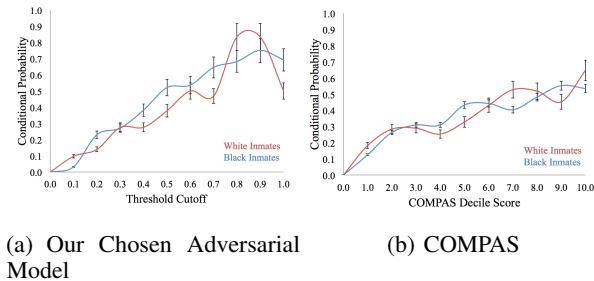 1.0
0.9
0.8
0.7
0.6
0.5
0.4
0.3
0.2
0.1
0.0
Conditional Probability
White Inmates
Black Inmates
0.0 0.1 0.2 0.3 0.4 0.5 0.6 0.7 0.8 0.9 1.0
Threshold Cutoff
1.0
0.9
0.8
0.7
0.6
0.5
0.4
0.3
0.2
0.1
0.0
Conditional Probability
White Inmates
Black Inmates
0.0 1.0 2.0 3.0 4.0 5.0 6.0 7.0 8.0 9.0 10.0
COMPAS Decile Score
(a) Our Chosen Adversarial
Model
(b) COMPAS